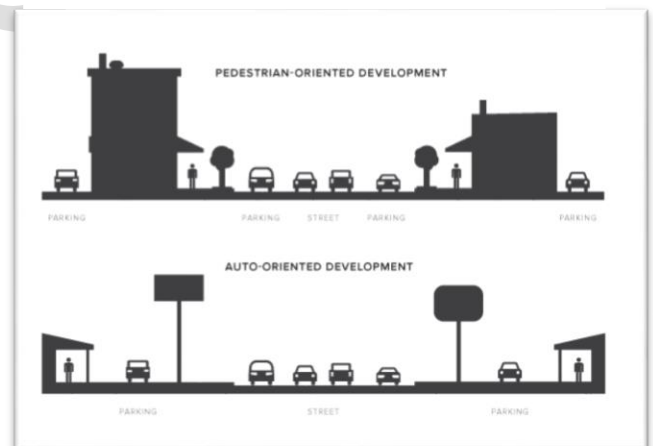 PEDESTRIAN-ORIENTED DEVELOPMENT
PARKING PARKING STREET PARKING PARKING
AUTO-ORIENTED DEVELOPMENT
PARKING STREET PARKING